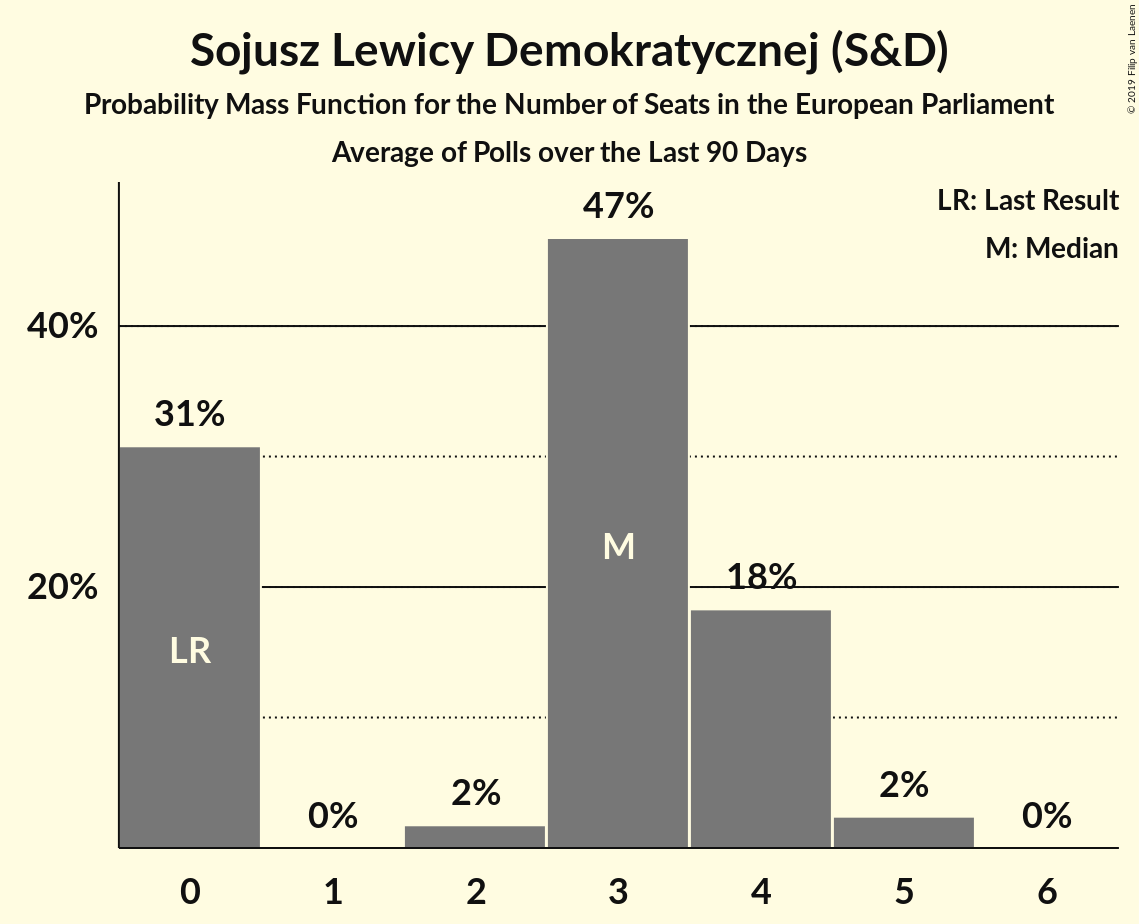 Sojusz Lewicy Demokratycznej (S&D)
Probability Mass Function for the Number of Seats in the European Parliament
Average of Polls over the Last 90 Days
© 2019 Filip van Laenen
LR: Last Result
M: Median
47%
40%
31%
M
18%
20%
LR
2%
2%
0%
0%
0 1 2 3 4 5 6